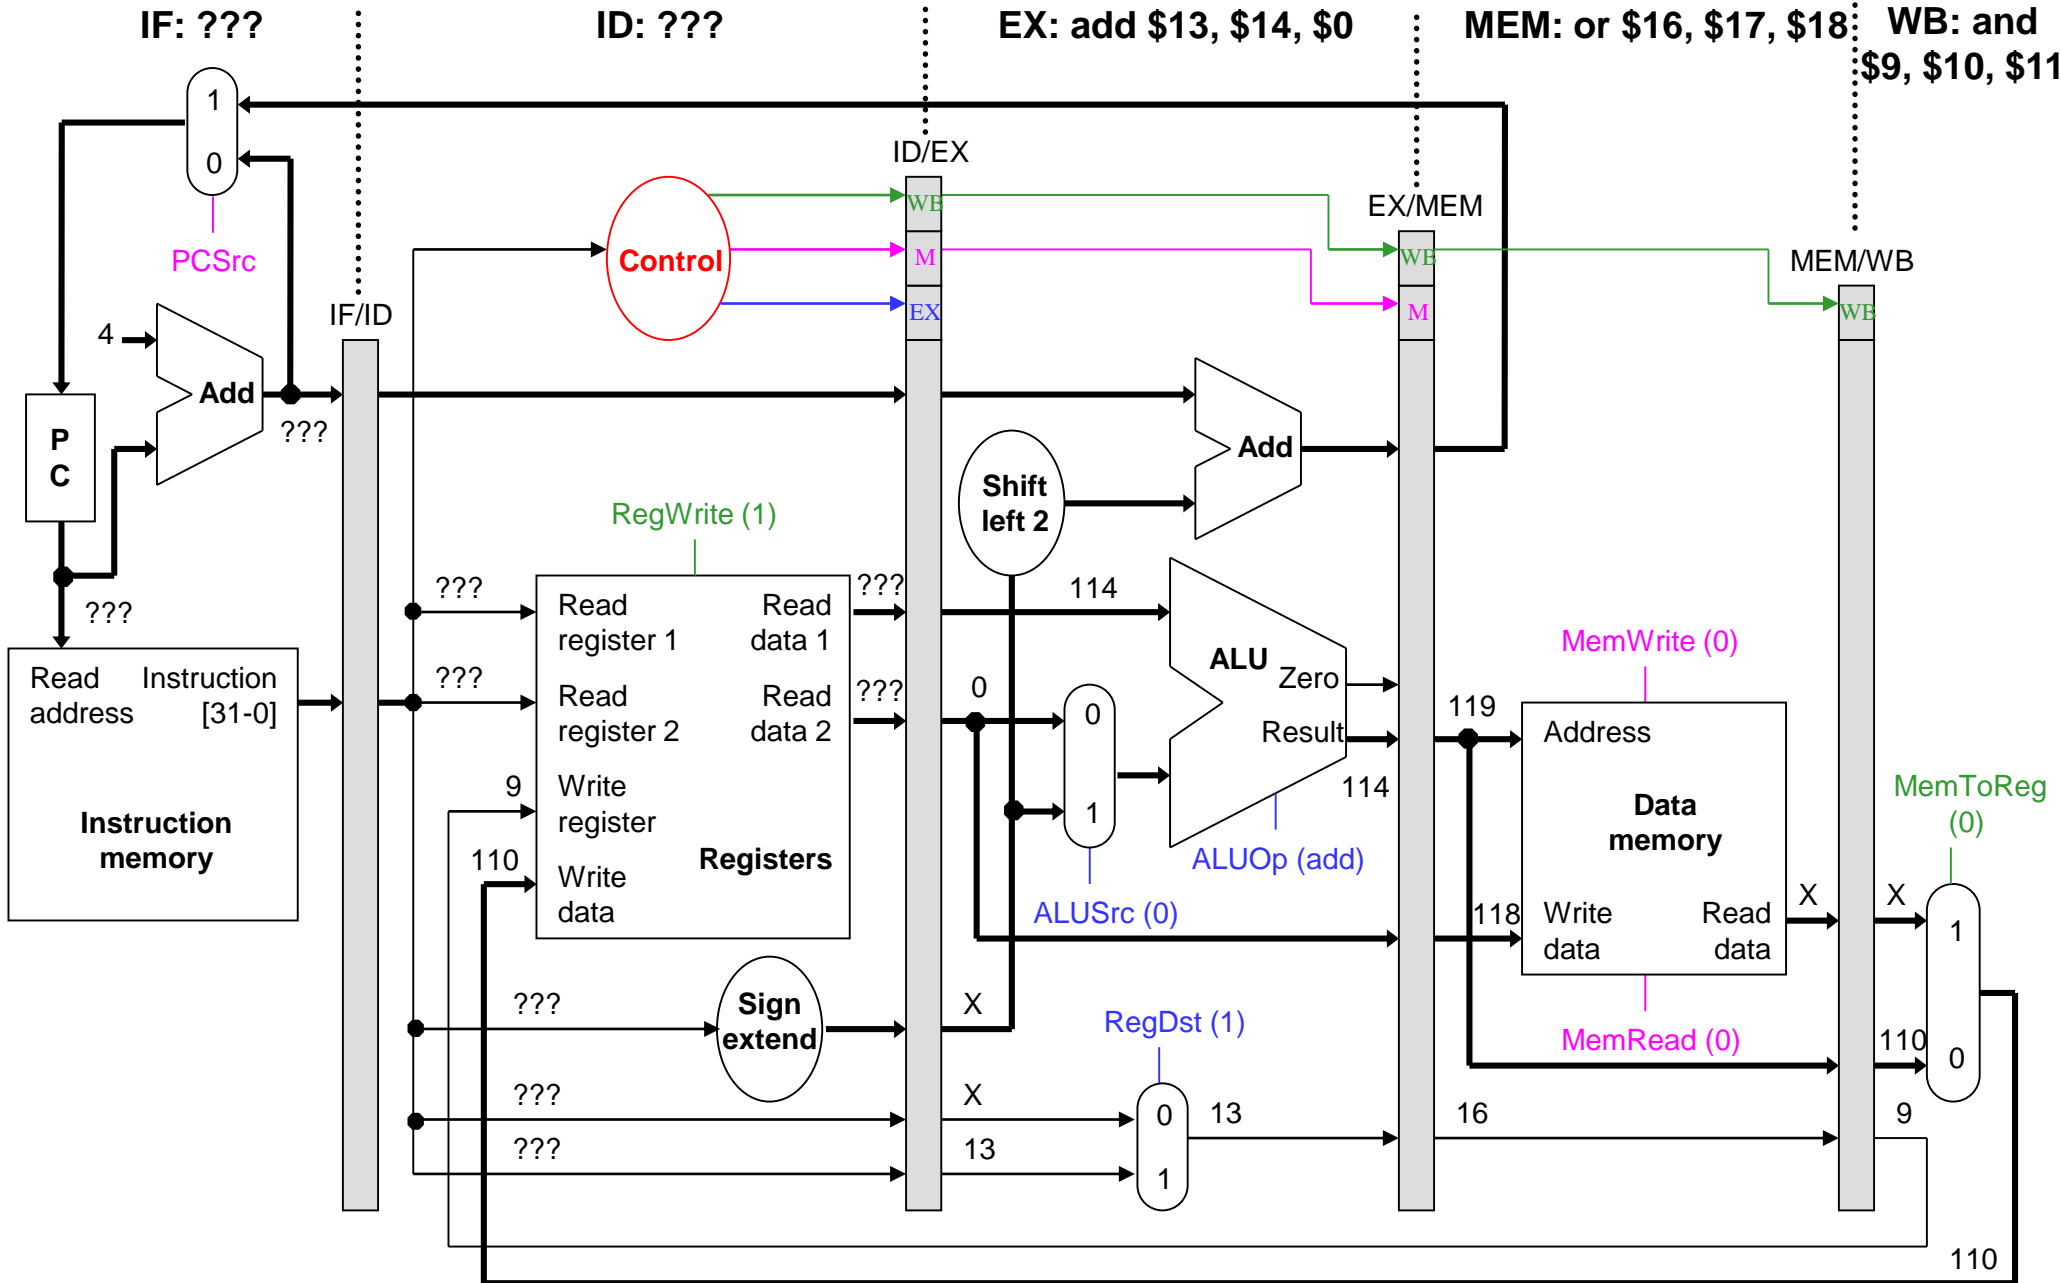 IF: ???
ID: ???
EX: add $13, $14, $0
MEM: or $16, $17, $18
WB: and
$9, $10, $11
1
0
PCSrc
4
Add
???
P
C
???
Read
address
Instruction
[31-0]
Instruction
memory
IF/ID
Control
ID/EX
WB
M
EX
EX/MEM
WB
M
MEM/WB
WB
RegWrite (1)
???
Read
register 1
Read
data 1
???
???
Read
register 2
Read
data 2
???
9
Write
register
110
Write
data
Registers
???
Sign
extend
???
???
Shift
left 2
Add
114
0
0
1
ALUSrc (0)
ALU
Zero
Result
114
ALUOp (add)
X
X
13
RegDst (1)
0
1
13
119
MemWrite (0)
Address
Data
memory
118
Write
data
Read
data
MemRead (0)
16
X
X
110
9
MemToReg
(0)
1
0
110